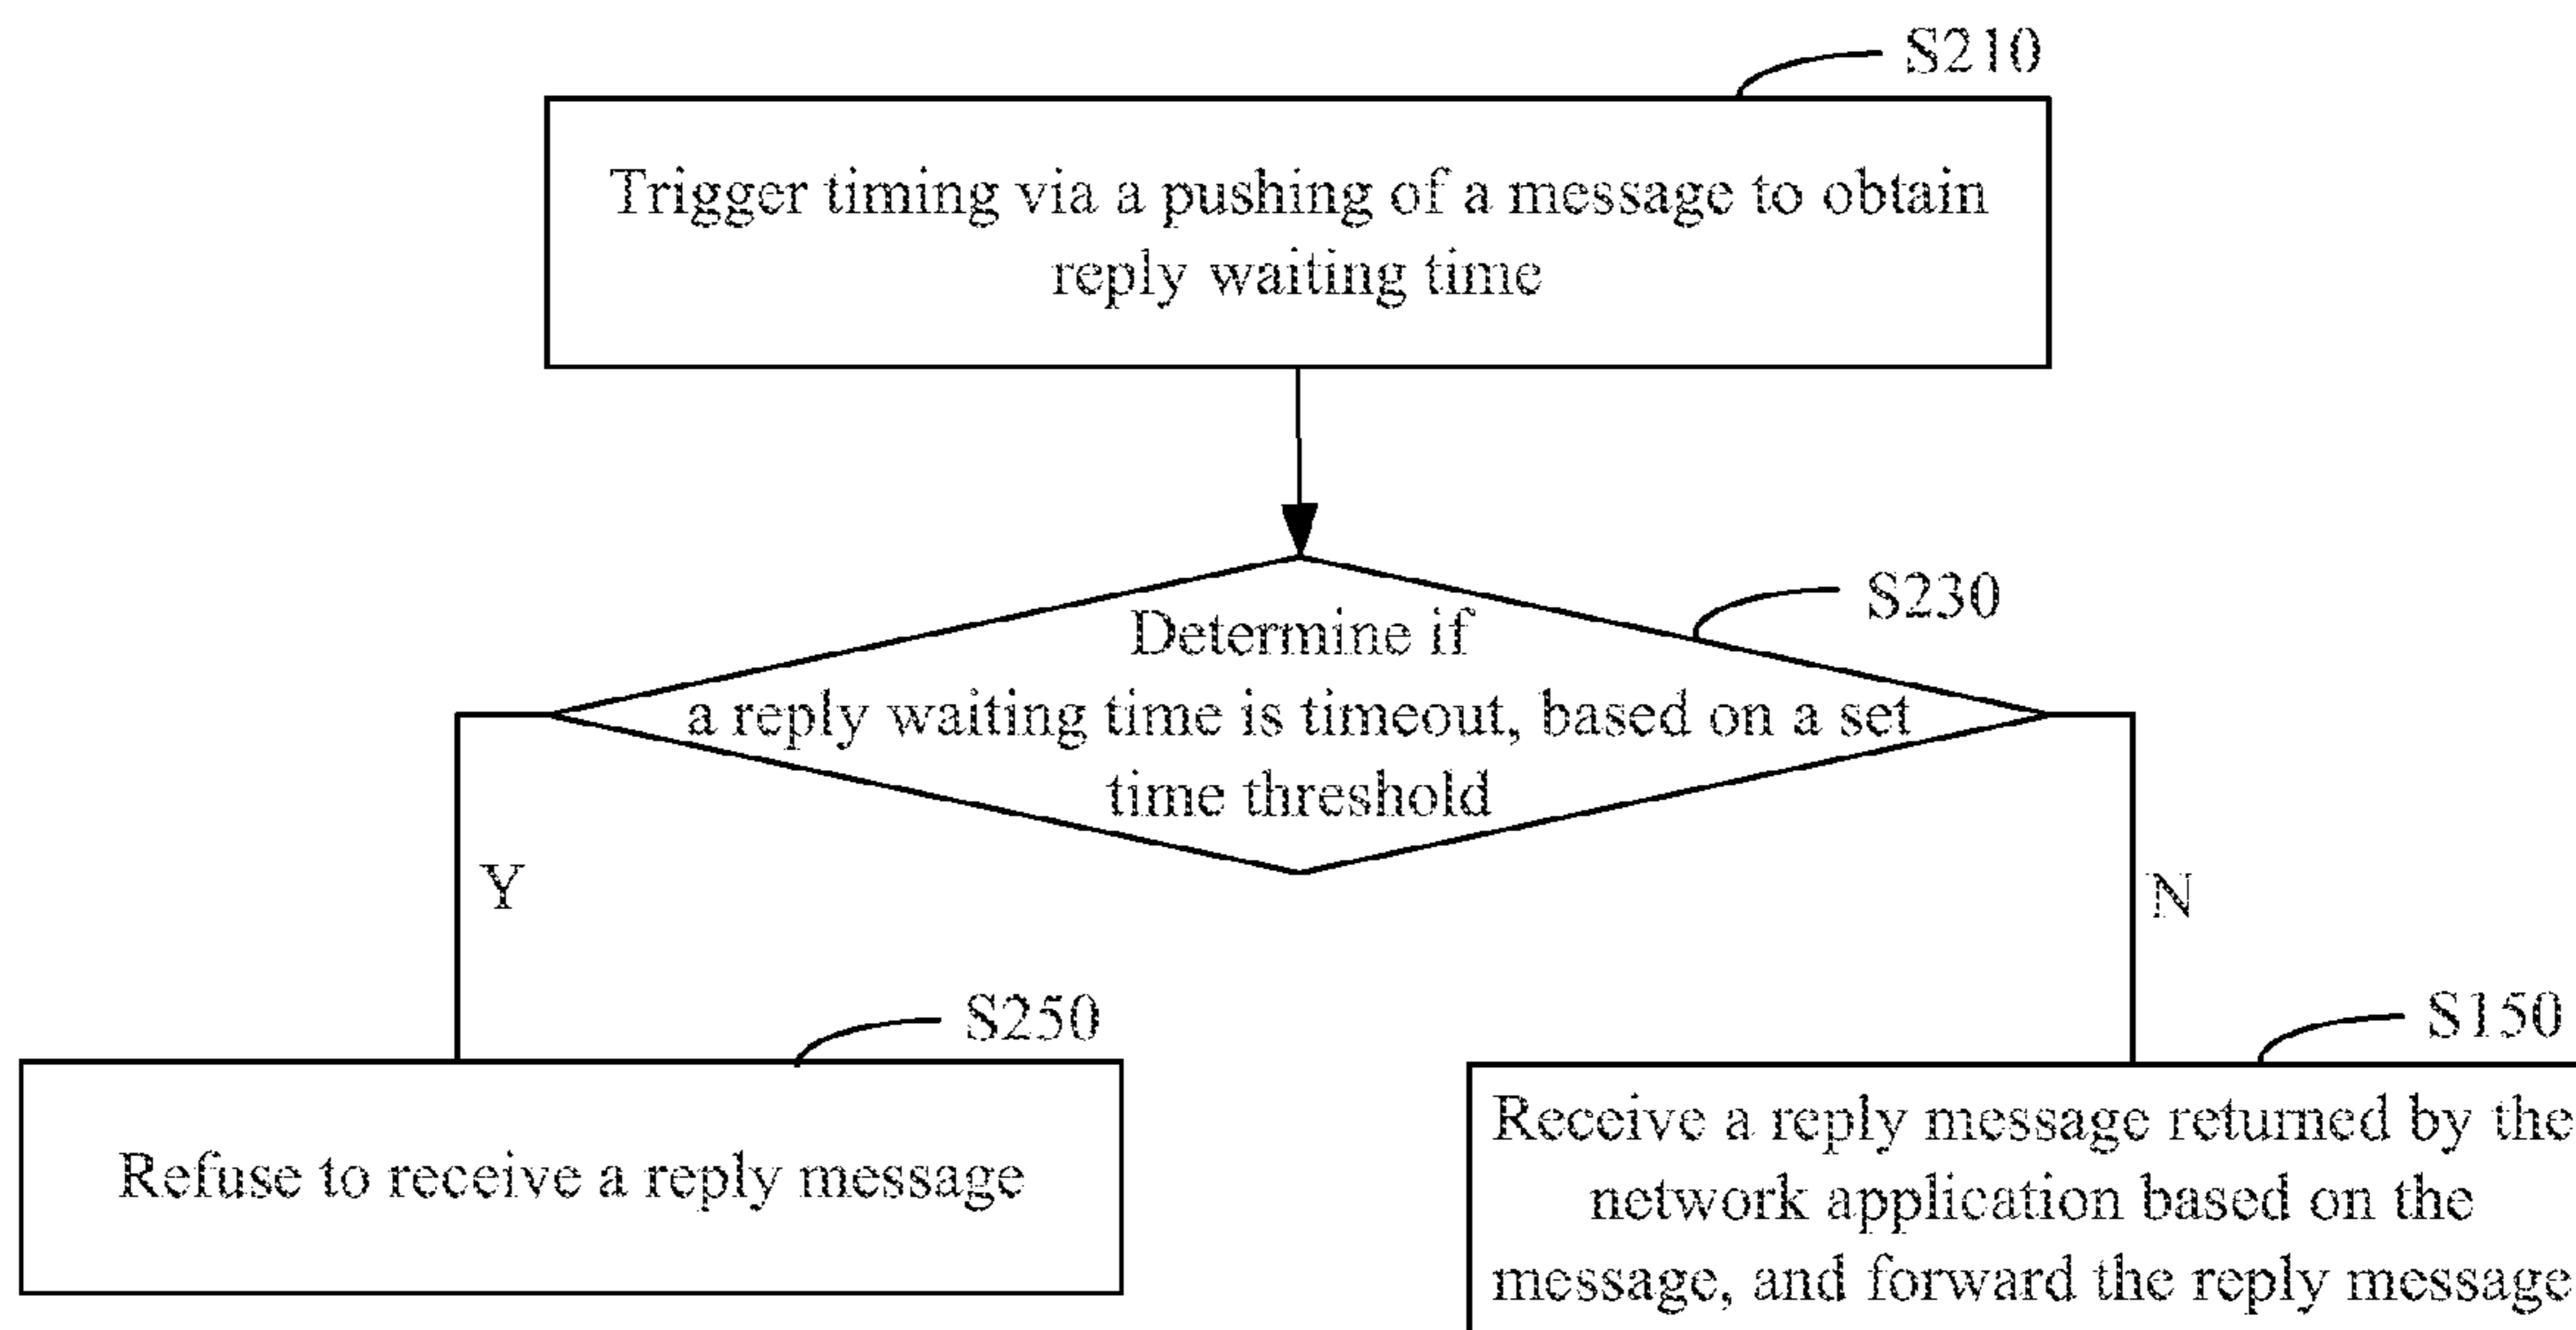 S210
Trigger timing via a pushing of a message to obtain
reply waiting time
S230
Determine if
a reply waiting time is timeout, based on a set
time threshold
Y
N
S250
S150
Refuse to receive a reply message
Receive a reply message returned by the
network application based on the
message, and forward the reply message